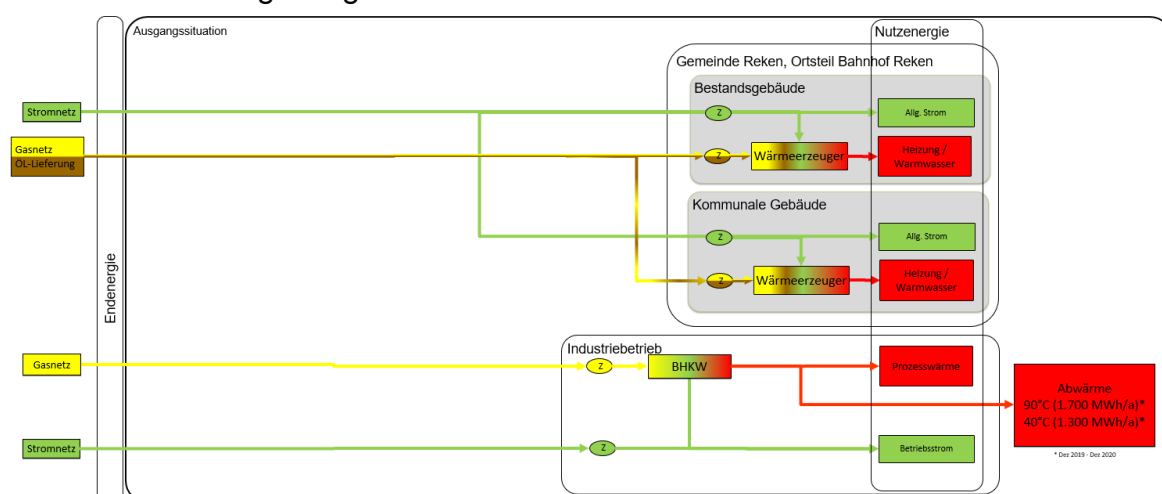 Ausgangssituation
Nutzenergie
Gemeinde Reken, Ortsteil Bahnhof Reken
Bestandsgebäude
Stromnetz
Z
Allg. Strom
Gasnetz
ÖL-Lieferung
Z
Wärmeerzeuger
Heizung /
Warmwasser
Kommunale Gebäude
Z
Allg. Strom
Z
Wärmeerzeuger
Heizung /
Warmwasser
Endenergie
Industriebetrieb
Gasnetz
Z
BHKW
Prozesswärme
Abwärme
90°C (1.700 MWh/a)*
40°C (1.300 MWh/a)*
Stromnetz
Z
Betriebsstrom
* Dez 2019 - Dez 2020